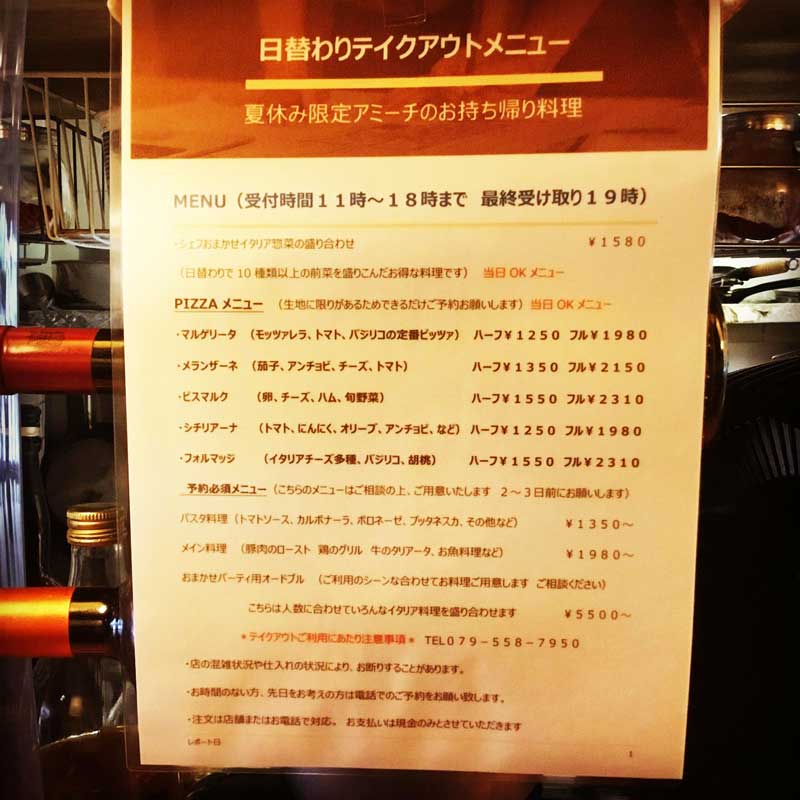 日替わりテイクアウトメニュー
夏休み限定アミーチのお持ち帰り料理
MENU（受付時間１１時～１８時まで 最終受け取り１９時）
・シェフおまかせイタリア惣菜の盛り合わせ ￥１５８０
（日替わりで 10 種類以上の前菜を盛りこんだお得な料理です） 当日 OK メニュー
PIZZA メニュー （生地に限りがあるためできるだけご予約お願いします）当日 OK メニュー
・マルゲリータ （モッツァレラ、トマト、バジリコの定番ピッツァ） ハーフ￥１２５０ フル￥１９８０
・メランザーネ （茄子、アンチョビ、チーズ、トマト） ハーフ￥１３５０ フル￥２１５０
・ビスマルク （卵、チーズ、ハム、旬野菜） ハーフ￥１５５０ フル￥２３１０
・シチリアーナ （トマト、にんにく、オリーブ、アンチョビ、など） ハーフ￥１２５０ フル￥１９８０
・フォルマッジ （イタリアチーズ多種、バジリコ、胡桃） ハーフ￥１５５０ フル￥２３１０
予約必須メニュー（こちらのメニューはご相談の上、ご用意いたします ２～３日前にお願いします）
パスタ料理（トマトソース、カルボナーラ、ボロネーゼ、プッタネスカ、その他など） ￥１３５０～
メイン料理 （豚肉のロースト 鶏のグリル 牛のタリアータ、お魚料理など） ￥１９８０～
おまかせパーティ用オードブル （ご利用のシーンな合わせてお料理ご用意します ご相談ください）
こちらは人数に合わせていろんなイタリア料理を盛り合わせます ￥５５００～
＊テイクアウトご利用にあたり注意事項＊ TEL０７９－５５８－７９５０
・店の混雑状況や仕入れの状況により、お断りすることがあります。
・お時間のない方、先日をお考えの方は電話でのご予約をお願い致します。
・注文は店舗またはお電話で対応。 お支払いは現金のみとさせていただきます
レポート日 1